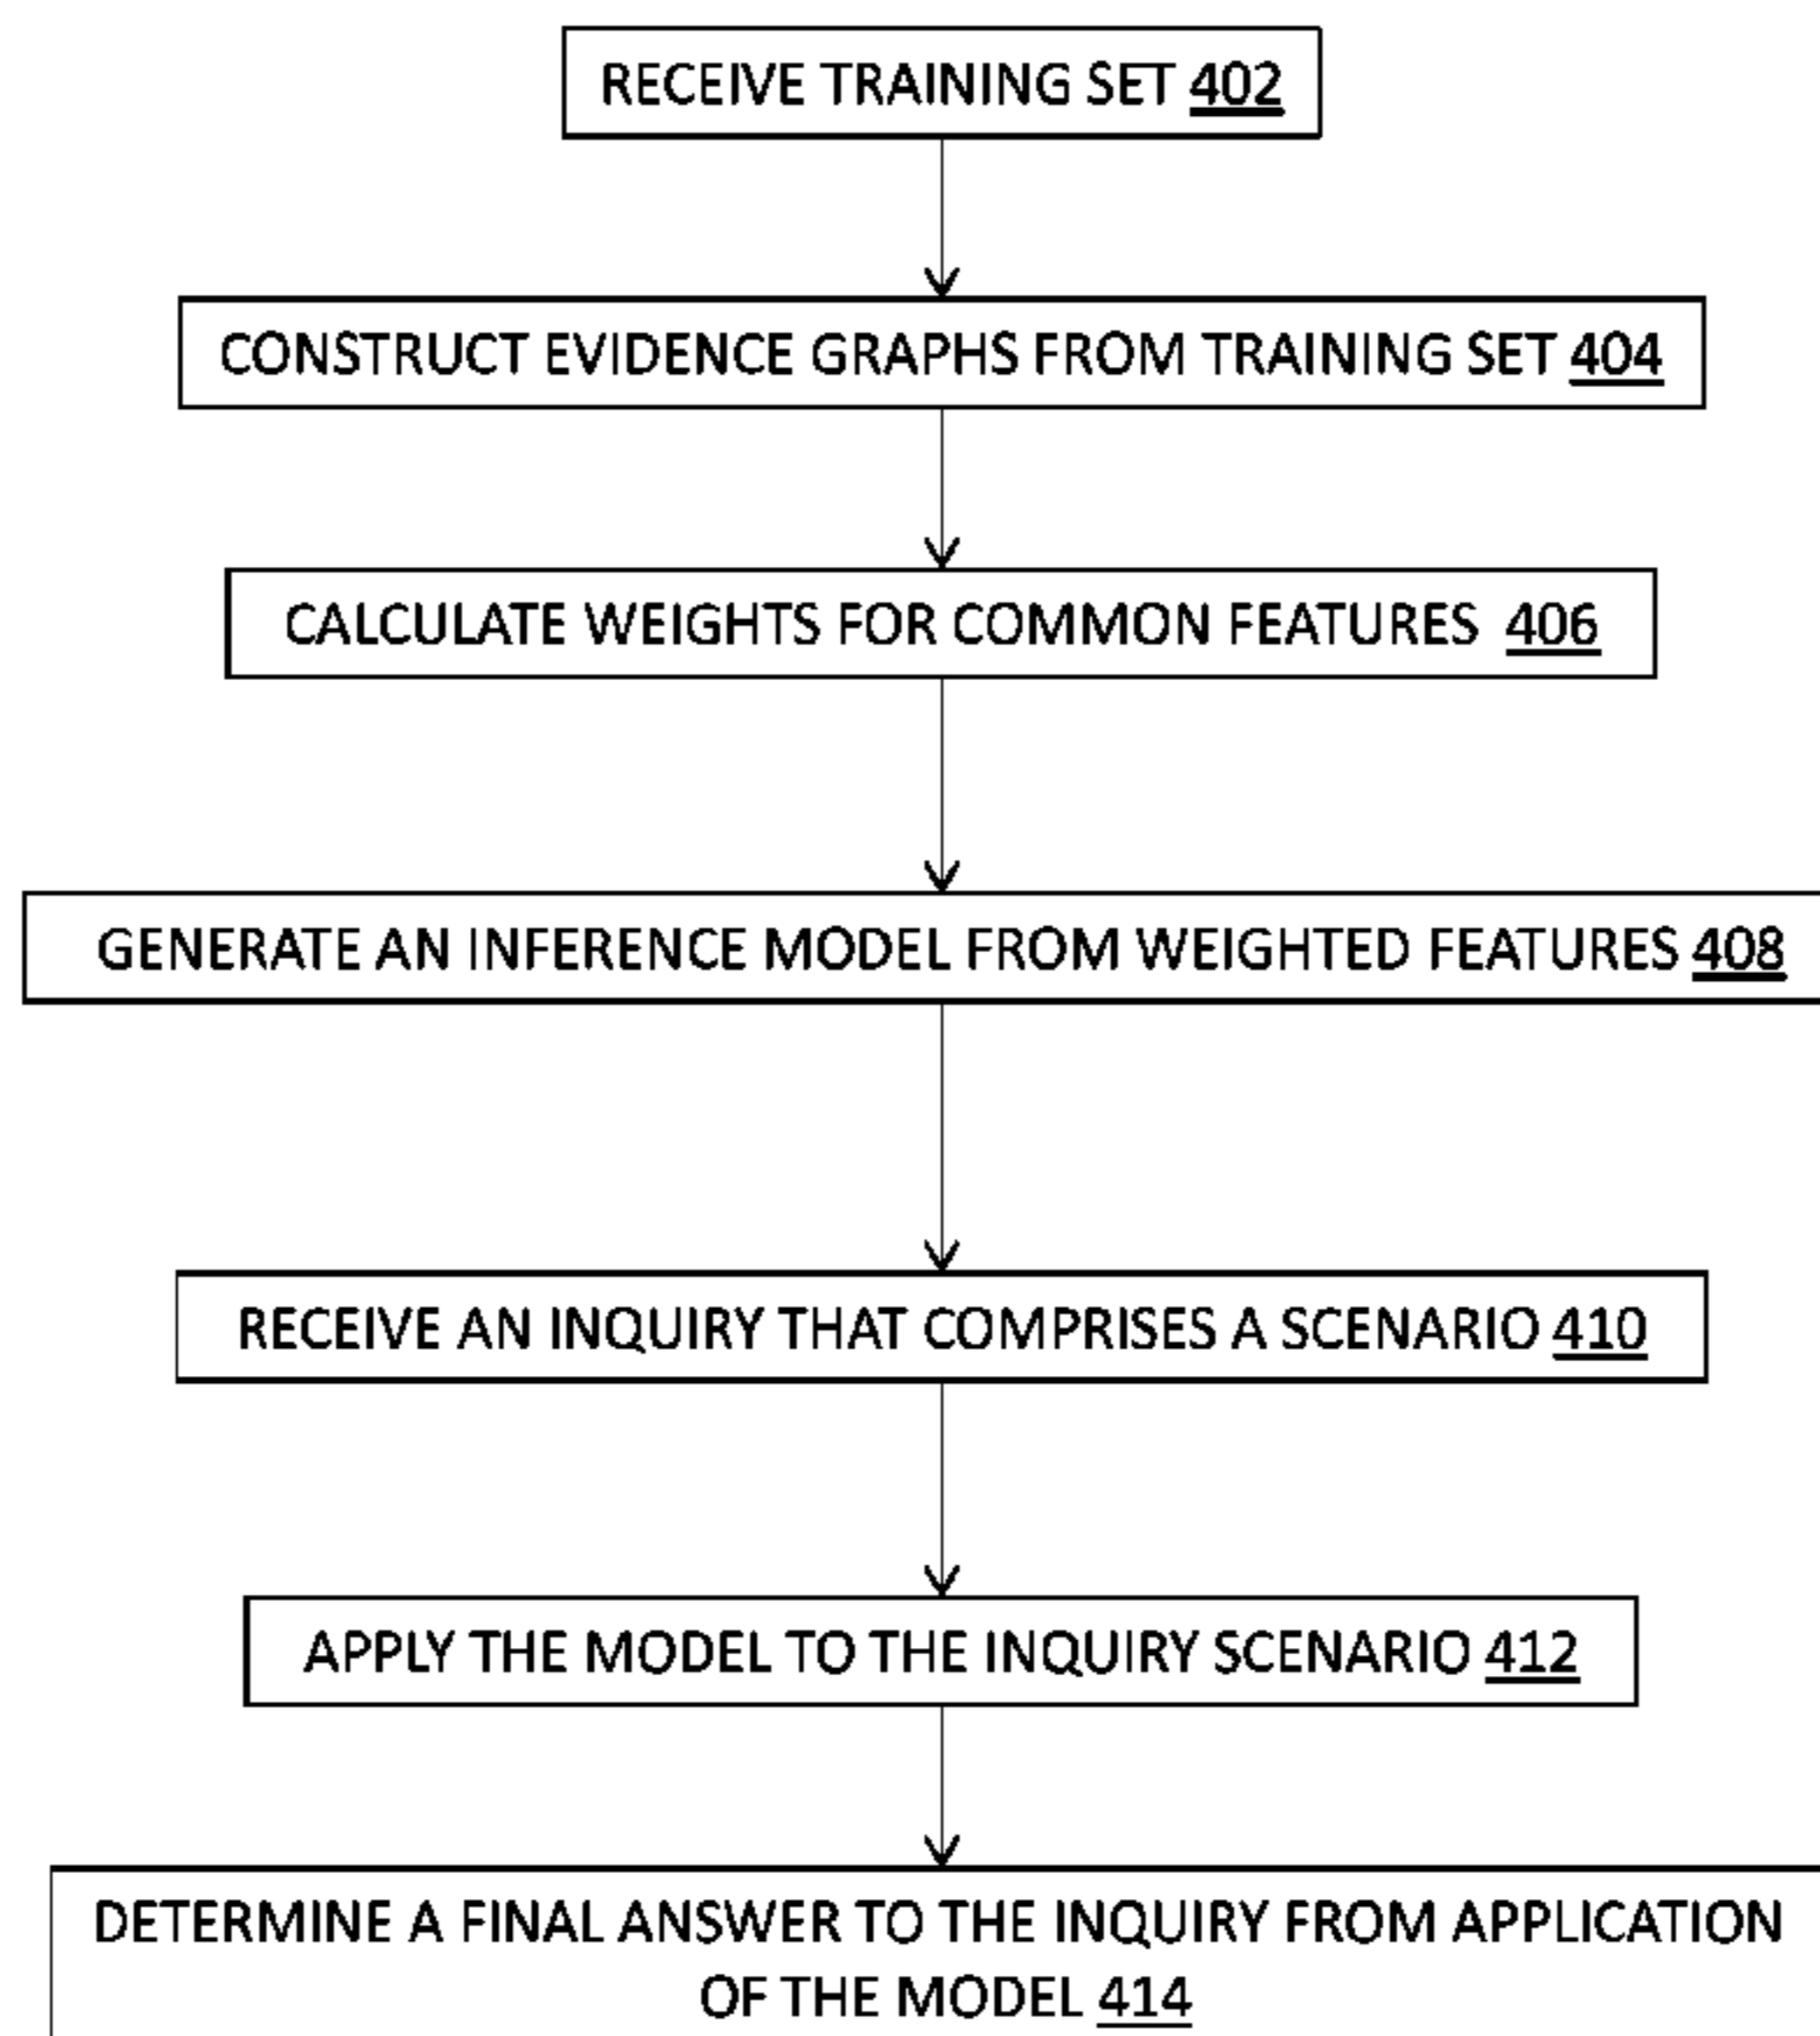 RECEIVE TRAINING SET 402
CONSTRUCT EVIDENCE GRAPHS FROM TRAINING SET 404
CALCULATE WEIGHTS FOR COMMON FEATURES 406
GENERATE AN INFERENCE MODEL FROM WEIGHTED FEATURES 408
RECEIVE AN INQUIRY THAT COMPRISES A SCENARIO 410
APPLY THE MODEL TO THE INQUIRY SCENARIO 412
DETERMINE A FINAL ANSWER TO THE INQUIRY FROM APPLICATION
OF THE MODEL 414